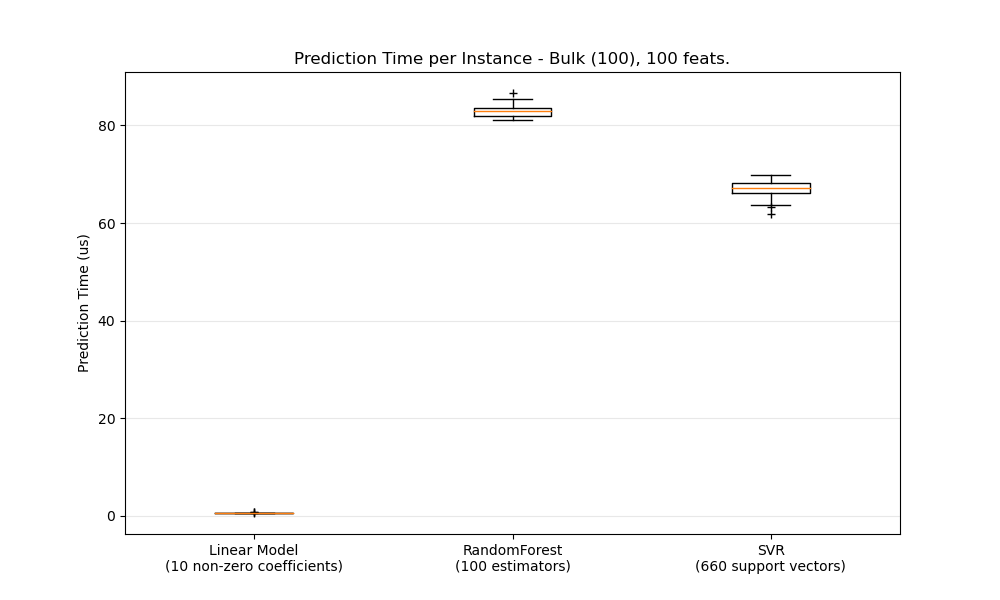 Prediction Time per Instance - Bulk (100), 100 feats.
Prediction Time (us)
80
60
40
20
0
Linear Model
(10 non-zero coefficients)
RandomForest
(100 estimators)
SVR
(660 support vectors)